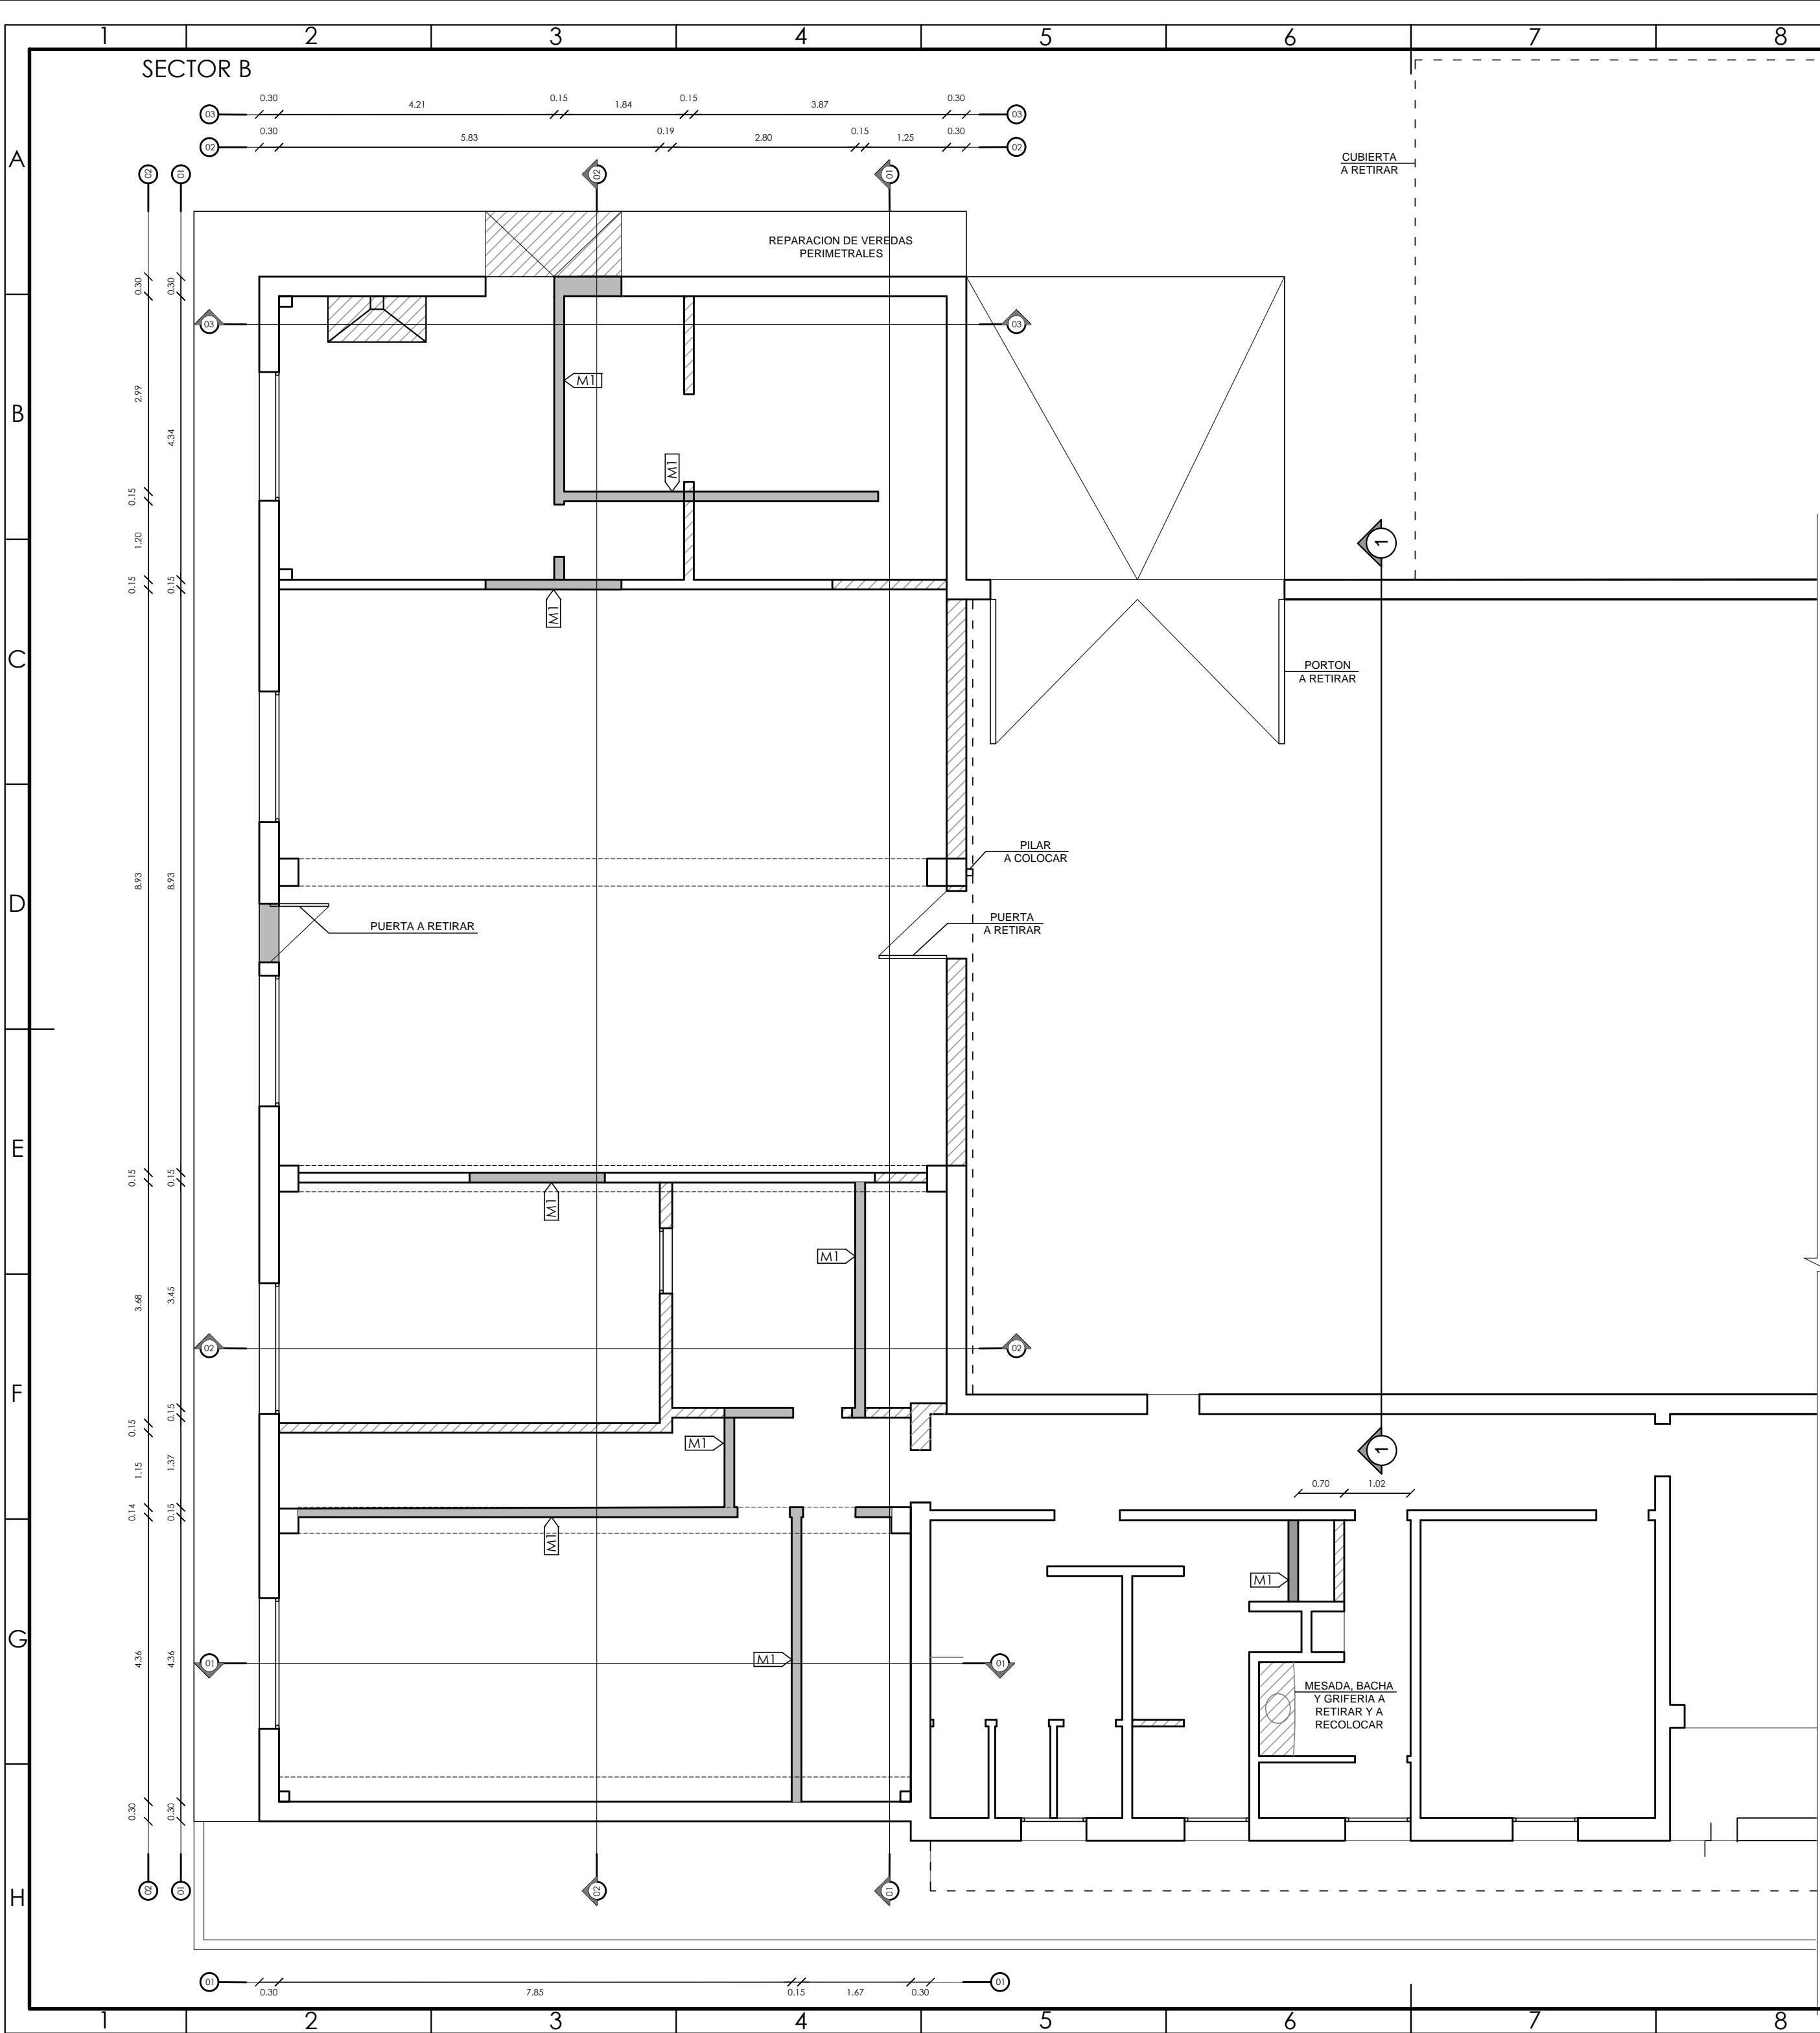 1 2 3 4 5 6 7 8
SECTOR B
0.30 4.21 0.15 1.84 0.15 3.87 0.30
03 03
0.30 5.83 0.19 2.80 0.15 1.25 0.30
02 02
A
02 01 02 01
CUBIERTA
A RETIRAR
REPARACION DE VEREDAS
PERIMETRALES
0.30 0.30
03 03
B
2.99 4.34
M1
M1
0.15
1.20
1
0.15 0.15
M1
C
PORTON
A RETIRAR
PILAR
A COLOCAR
8.93 8.93
D
PUERTA A RETIRAR
PUERTA
A RETIRAR
E
0.15 0.15
M1
M1
3.68 3.45
02 02
F
0.15 0.15
M1
1
1.15 1.37
0.70 1.02
0.14 0.15
M1
M1
G
4.36 4.36
M1
01 01
MESADA, BACHA
Y GRIFERIA A
RETIRAR Y A
RECOLOCAR
0.30 0.30
H
02 01 02 01
01 01
0.30 7.85 0.15 1.67 0.30
1 2 3 4 5 6 7 8